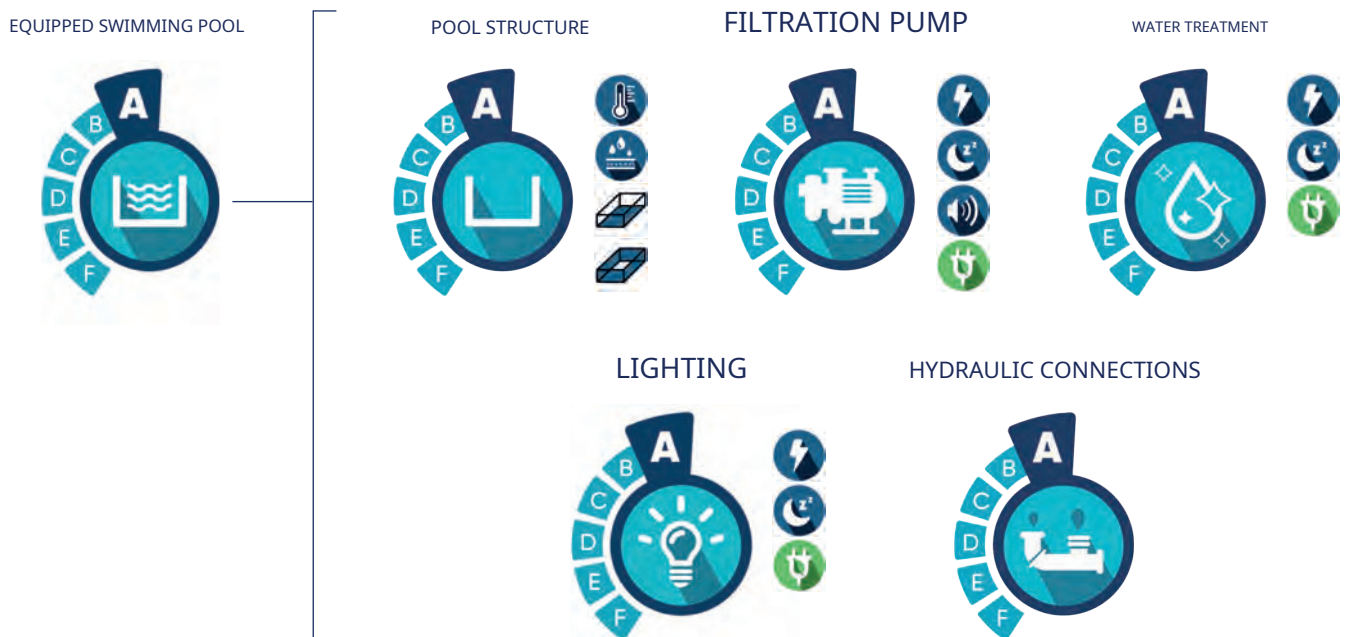 EQUIPPED SWIMMING POOL
A
B
C
D
E
F
POOL STRUCTURE
A
B
C
D
E
F
FILTRATION PUMP
A
B
C
D
E
F
z z
WATER TREATMENT
A
B
C
D
E
F
z z
LIGHTING
A
B
C
D
E
F
z z
HYDRAULIC CONNECTIONS
A
B
C
D
E
F